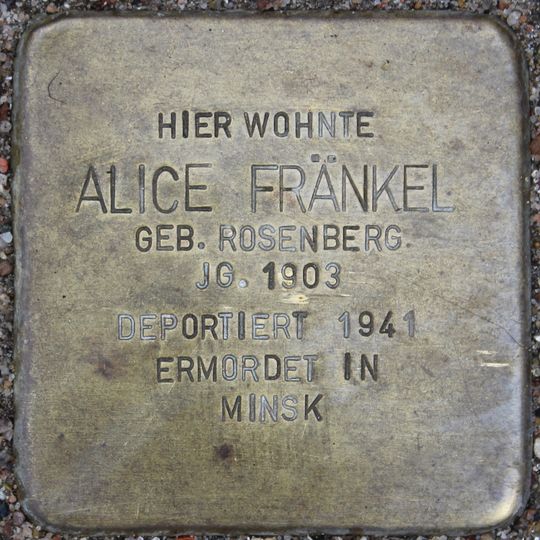 HIER WOHNTE
ALICE FRÄNKEL
GEB. ROSENBERG
JG. 1903
DEPORTIERT 1941
ERMORDET IN
MINSK